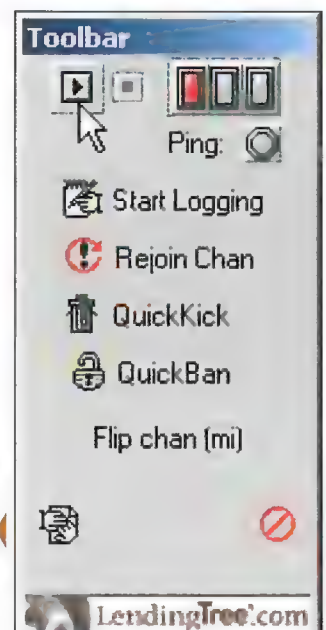 Toolbar
Ping:
Start Logging
Rejoin Chan
QuickKick
QuickBan
Flip chan (mi)
LendingTree.com